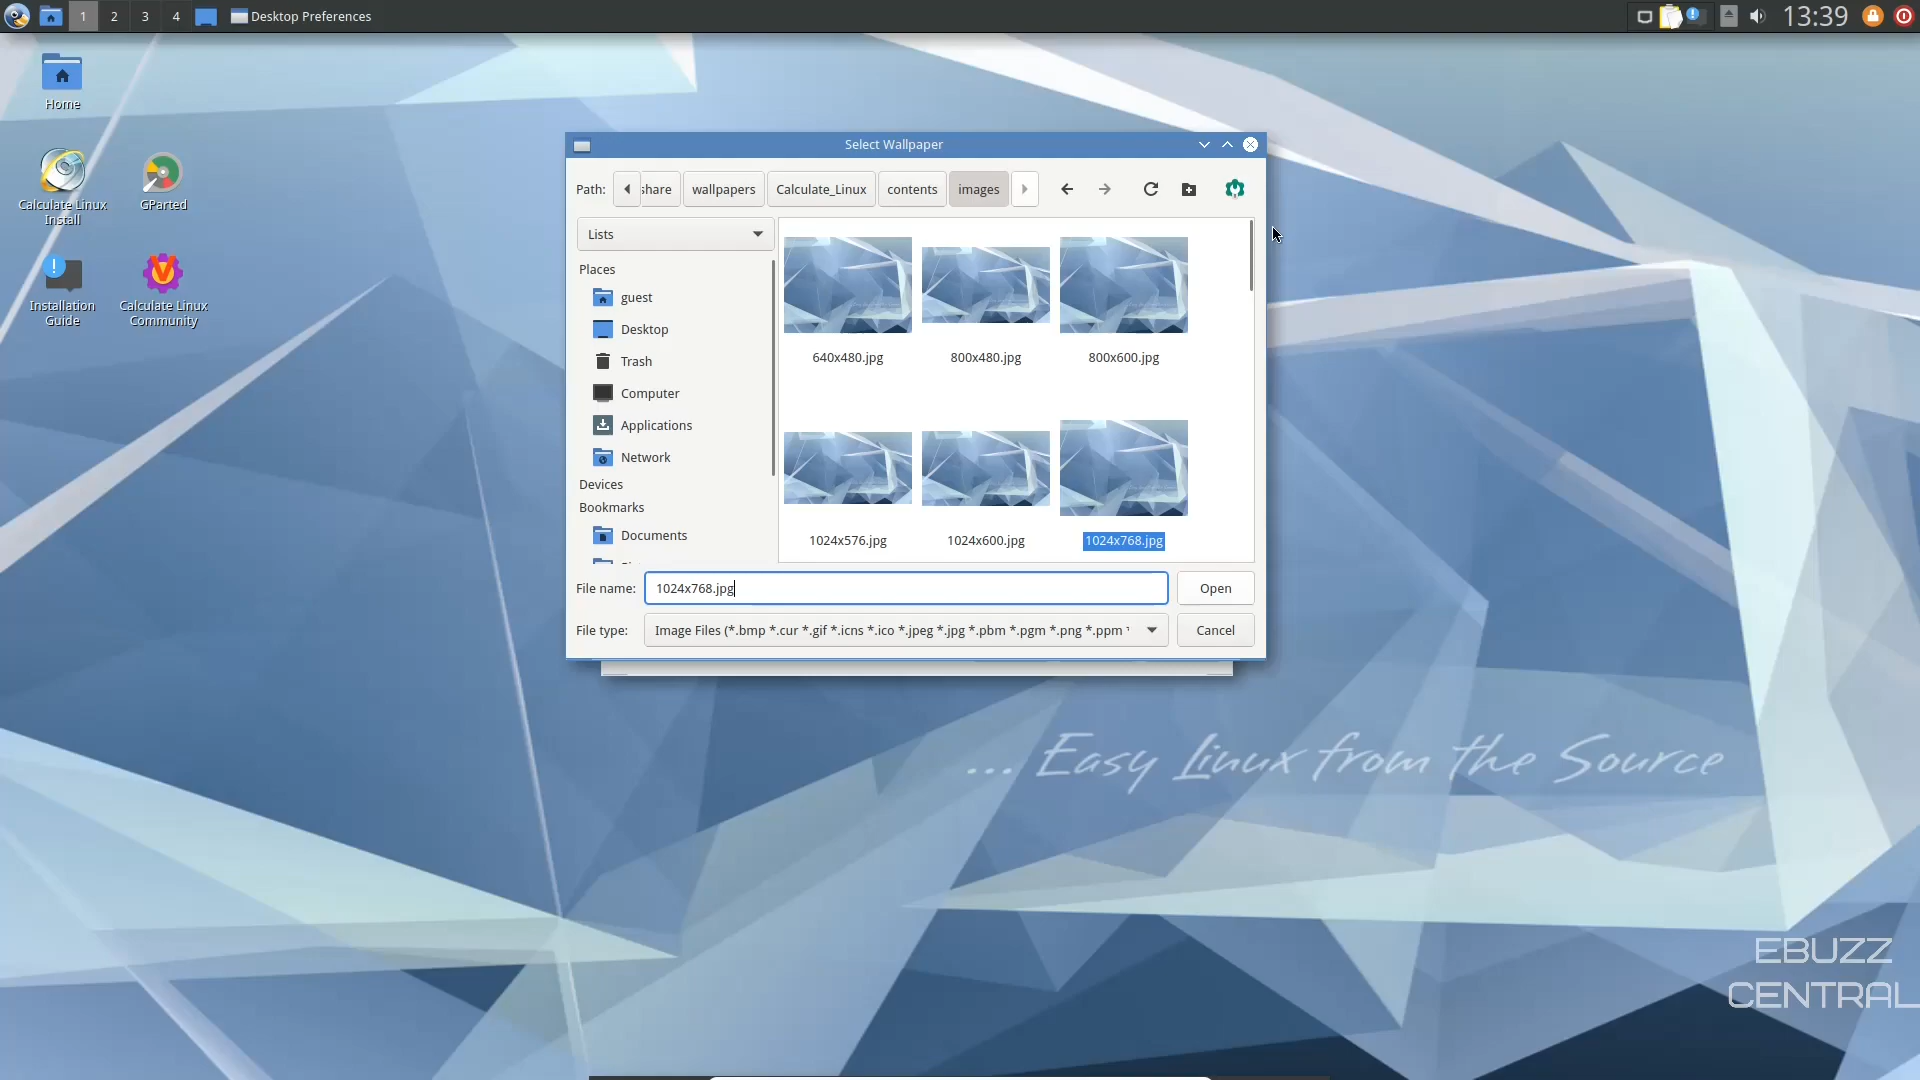 1 2 3 4 Desktop Preferences 13:39
Home
Calculate Linux
Install
GParted
Installation
Guide
Calculate Linux
Community
Select Wallpaper
Path: share wallpapers Calculate_Linux contents images
Lists
Places
guest
Desktop
Trash
Computer
Applications
Network
Devices
Bookmarks
Documents
640x480.jpg 800x480.jpg 800x600.jpg
1024x576.jpg 1024x600.jpg 1024x768.jpg
File name: 1024x768.jpg Open
File type: Image Files (*.bmp *.cur *.gif *.icns *.ico *.jpeg *.jpg *.pbm *.pgm *.png *.ppm * Cancel
... Easy Linux from the Source
EBUZZ
CENTRAL